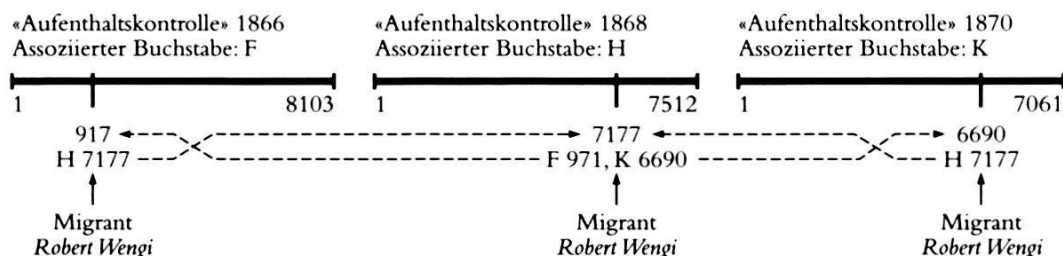 «Aufenthaltskontrolle» 1866
Assoziierter Buchstabe: F
1 8103
917
H 7177
Migrant
Robert Wengi
«Aufenthaltskontrolle» 1868
Assoziierter Buchstabe: H
1 7512
7177
F 971, K 6690
Migrant
Robert Wengi
«Aufenthaltskontrolle» 1870
Assoziierter Buchstabe: K
1 7061
6690
H 7177
Migrant
Robert Wengi